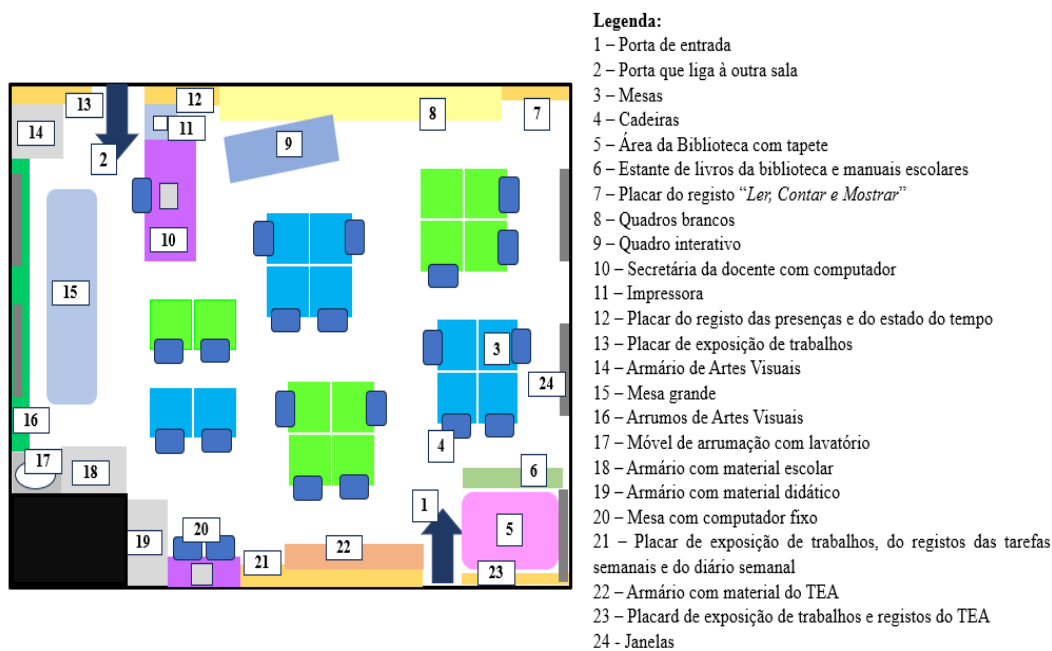 13
12
8
7
14
11
9
2
10
15
3
24
16
4
17
18
6
1
5
19
20
22
21
23
Legenda:
1 – Porta de entrada
2 – Porta que liga à outra sala
3 – Mesas
4 – Cadeiras
5 – Área da Biblioteca com tapete
6 – Estante de livros da biblioteca e manuais escolares
7 – Placar do registo “Ler, Contar e Mostrar”
8 – Quadros brancos
9 – Quadro interativo
10 – Secretária da docente com computador
11 – Impressora
12 – Placar do registo das presenças e do estado do tempo
13 – Placar de exposição de trabalhos
14 – Armário de Artes Visuais
15 – Mesa grande
16 – Arrumos de Artes Visuais
17 – Móvel de arrumação com lavatório
18 – Armário com material escolar
19 – Armário com material didático
20 – Mesa com computador fixo
21 – Placar de exposição de trabalhos, do registos das tarefas
semanais e do diário semanal
22 – Armário com material do TEA
23 – Placard de exposição de trabalhos e registos do TEA
24 - Janelas